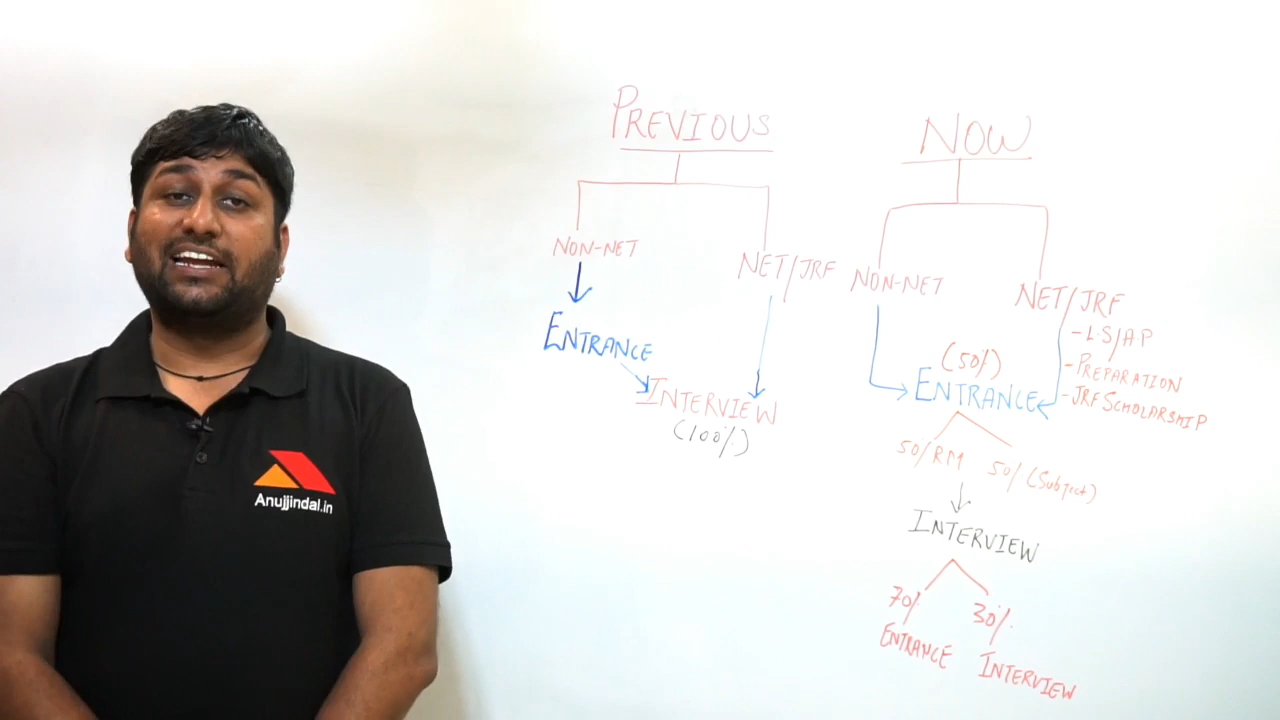 PREVIOUS
NON-NET
NET/JRF
ENTRANCE
INTERVIEW
(100%)
NOW
NON-NET
NET/JRF
- L.S/AP
- PREPARATION
- JRF SCHOLARSHIP
(50%)
ENTRANCE
50% RM
50% (Subject)
INTERVIEW
70%
ENTRANCE
30%
INTERVIEW
Anujjindal.in